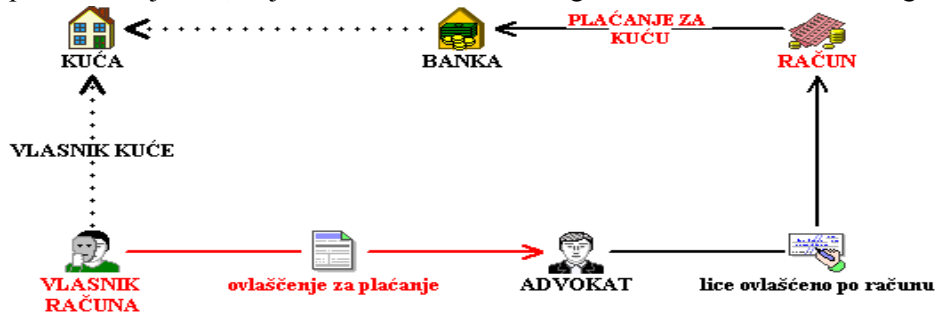 PLAĆANJE ZA
KUĆU
KUĆA
BANKA
RAČUN
VLASNIK KUĆE
VLASNIK
RAČUNA
ovlaščenje za plaćanje
ADVOKAT
lice ovlašćeno po računu